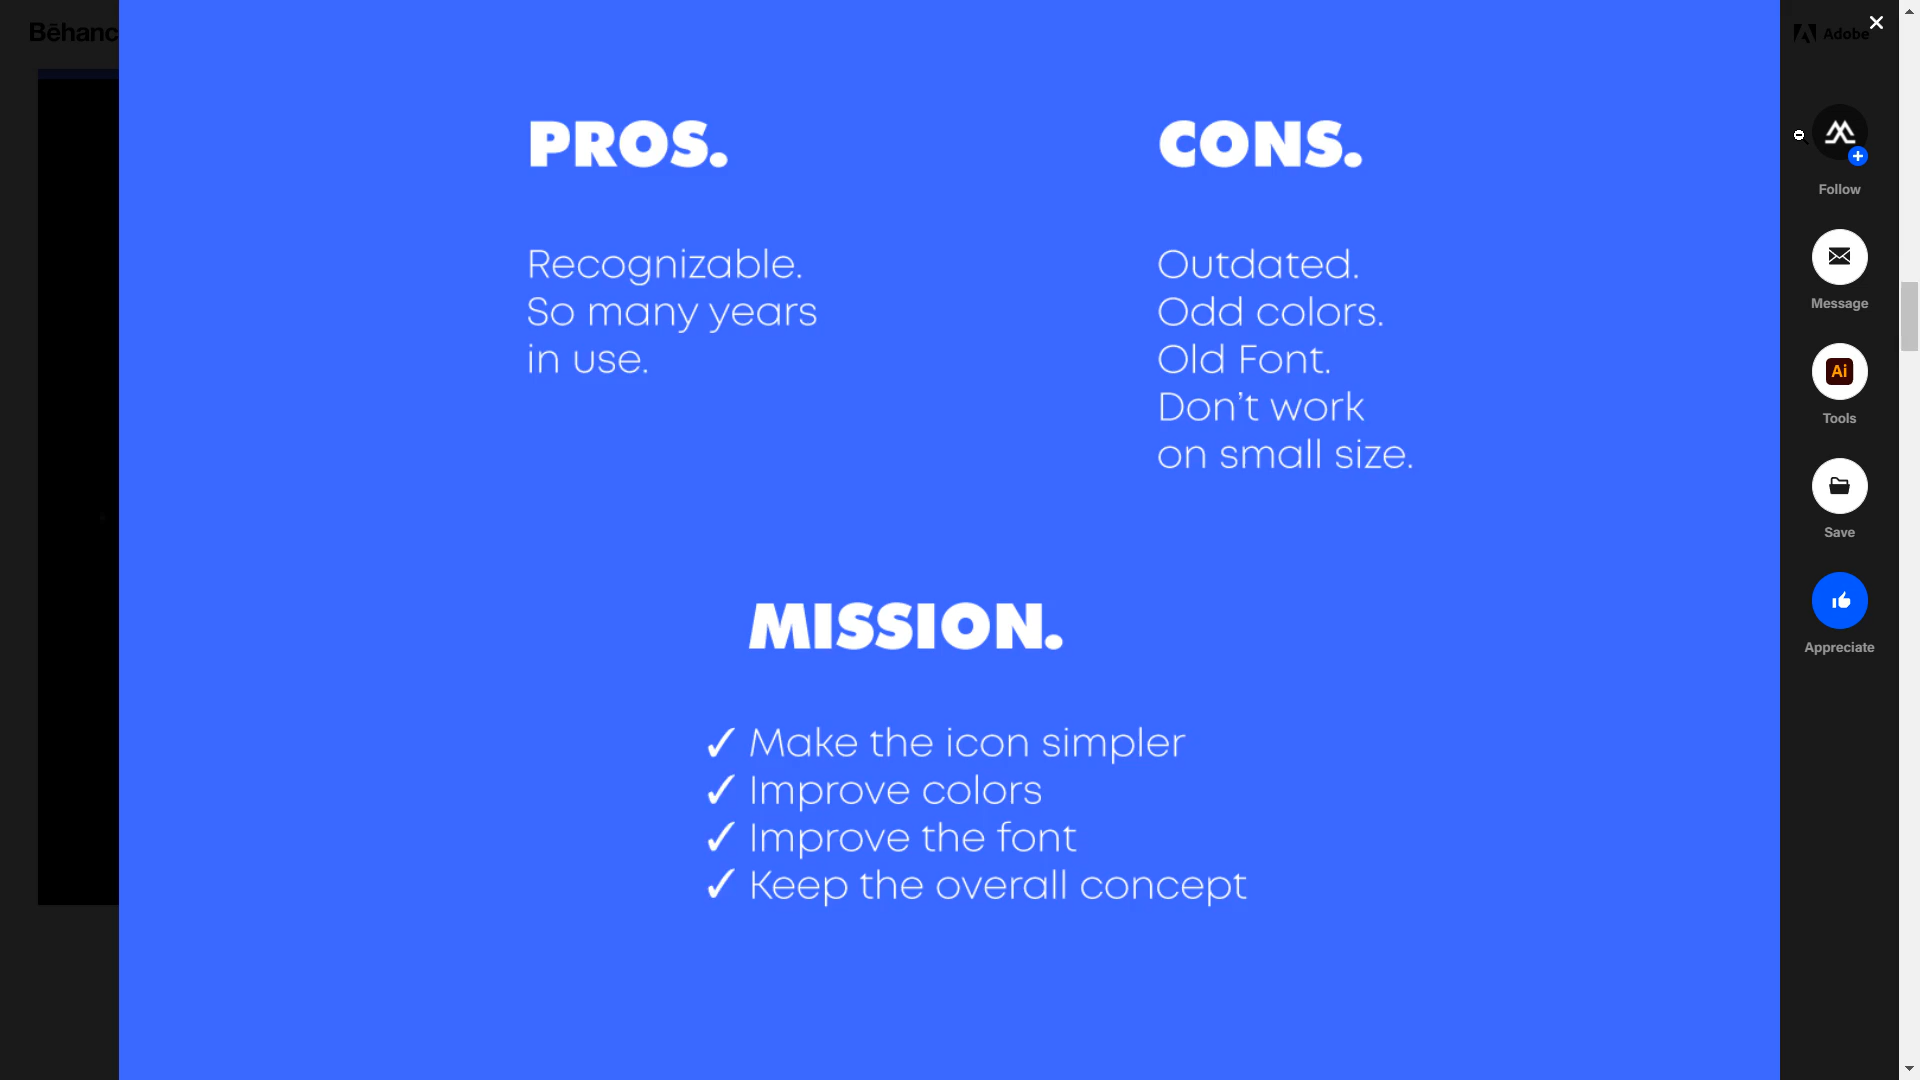 Bēhanc
Adobe
PROS.
Recognizable.
So many years
in use.
CONS.
Outdated.
Odd colors.
Old Font.
Don’t work
on small size.
MISSION.
✓ Make the icon simpler
✓ Improve colors
✓ Improve the font
✓ Keep the overall concept
Follow
Message
Ai
Tools
Save
Appreciate